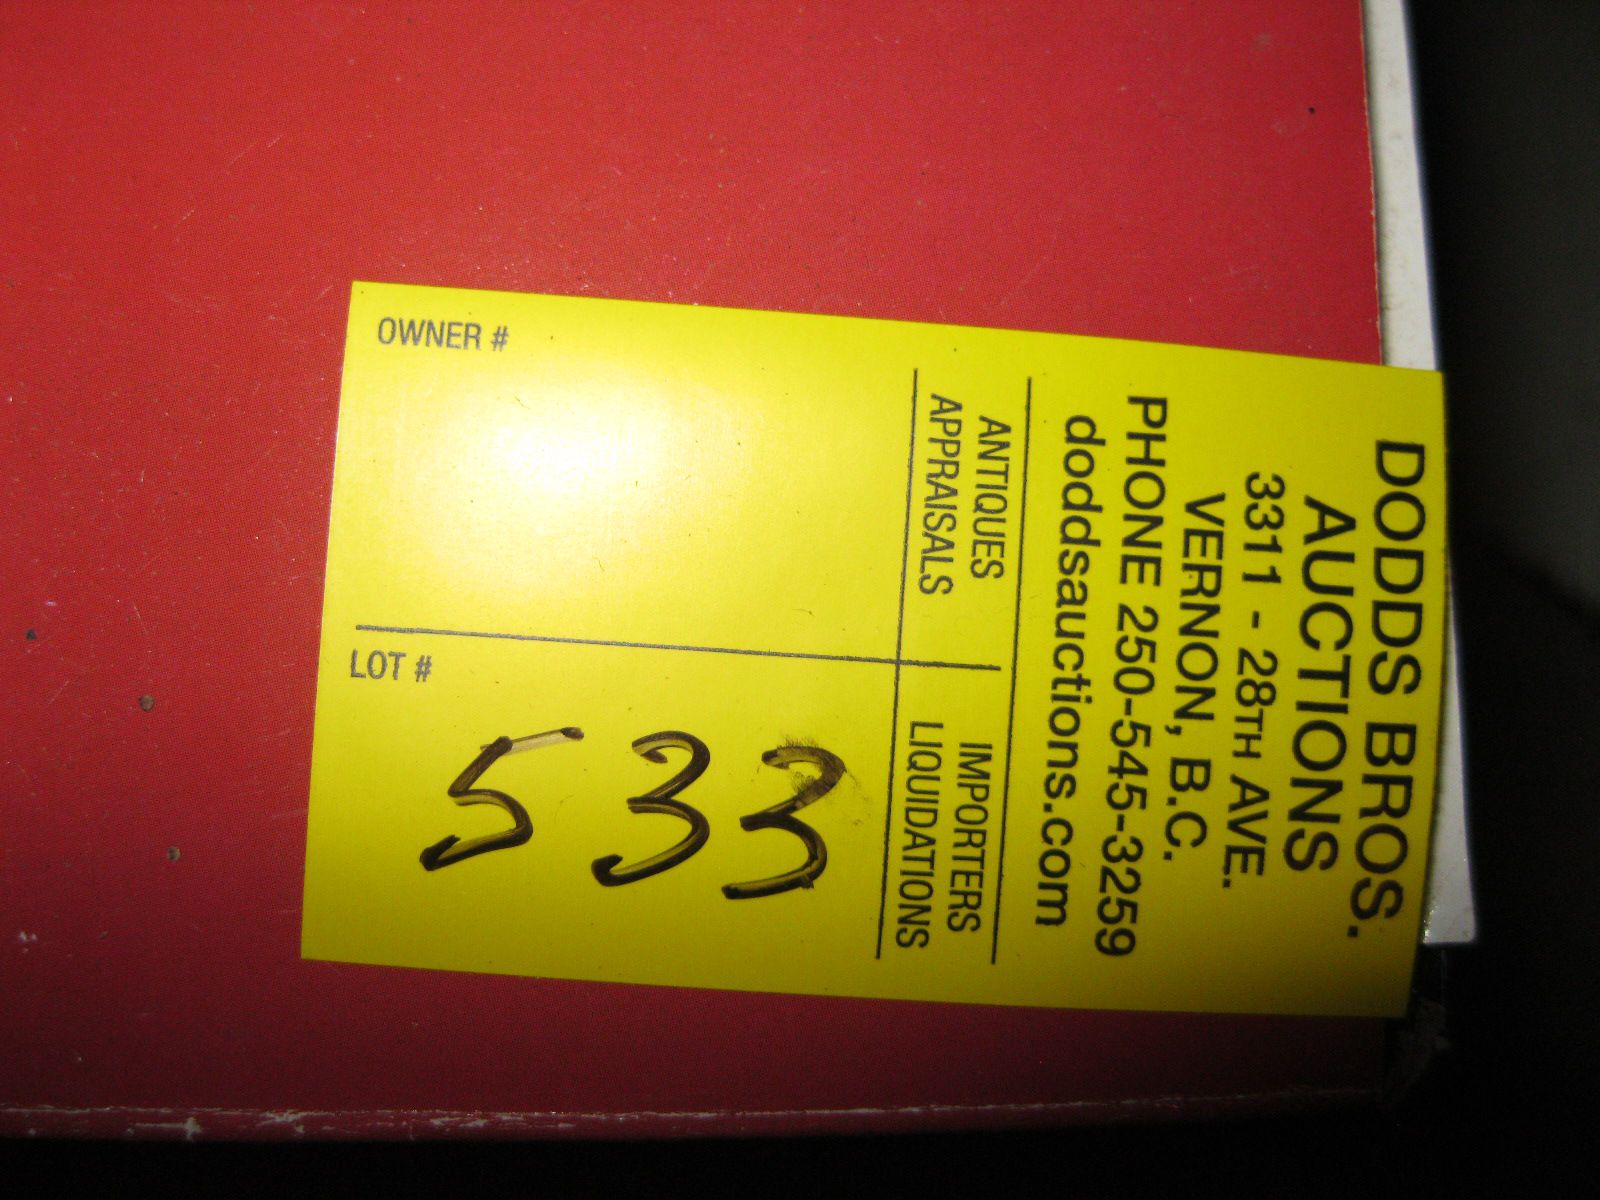 DODDS BROS.
AUCTIONS
3311 - 28TH AVE.
VERNON, B.C.
PHONE 250-545-3259
doddsauctions.com
ANTIQUES IMPORTERS
APPRAISALS LIQUIDATIONS
OWNER #
LOT #
533